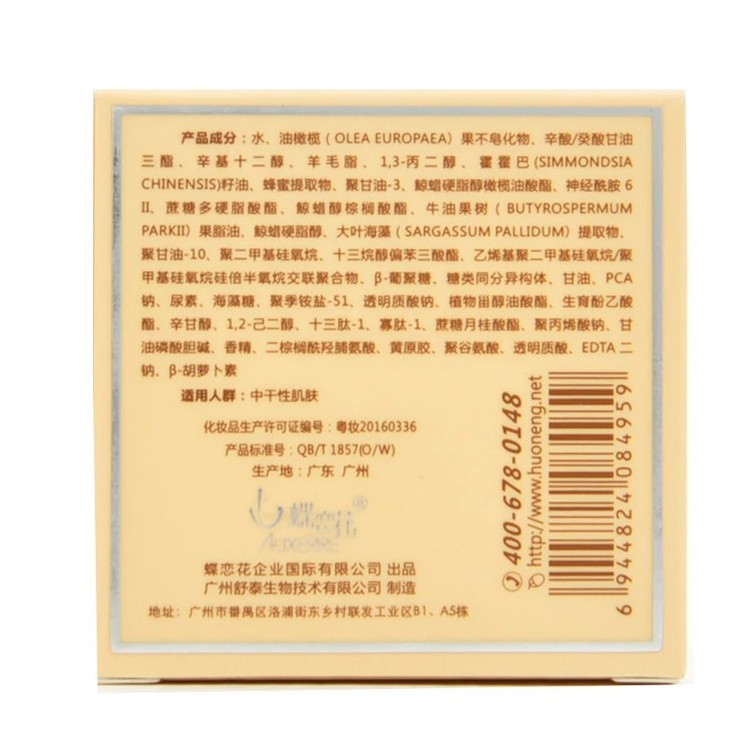 产品成分：水、油橄榄（OLEA EUROPAEA）果不皂化物、辛酸/癸酸甘油
三酯、辛基十二醇、羊毛脂、1,3-丙二醇、霍霍巴(SIMMONDSIA
CHINENSIS)籽油、蜂蜜提取物、聚甘油-3、鲸蜡硬脂醇橄榄油酸酯、神经酰胺 6
II、蔗糖多硬脂酸酯、鲸蜡醇棕榈酸酯、牛油果树（BUTYROSPERMUM
PARKII）果脂油、鲸蜡硬脂醇、大叶海藻（SARGASSUM PALLIDUM）提取物、
聚甘油-10、聚二甲基硅氧烷、十三烷醇偏苯三酸酯、乙烯基聚二甲基硅氧烷/聚
甲基硅氧烷硅倍半氧烷交联聚合物、β-葡聚糖、糖类同分异构体、甘油、PCA
钠、尿素、海藻糖、聚季铵盐-51、透明质酸钠、植物甾醇油酸酯、生育酚乙酸
酯、辛甘醇、1,2-己二醇、十三肽-1、寡肽-1、蔗糖月桂酸酯、聚丙烯酸钠、甘
油磷酸胆碱、香精、二棕榈酰羟脯氨酸、黄原胶、聚谷氨酸、透明质酸、EDTA 二
钠、β-胡萝卜素
适用人群：中干性肌肤
化妆品生产许可证编号：粤妆20160336
产品标准号：QB/T 1857(O/W)
生产地：广东 广州
蝶恋花®
AUXERRE
蝶恋花企业国际有限公司 出品
广州舒泰生物技术有限公司 制造
地址：广州市番禺区洛浦街东乡村联发工业区B1、A5栋
400-678-0148
http://www.huoneng.net
6 944824 084959